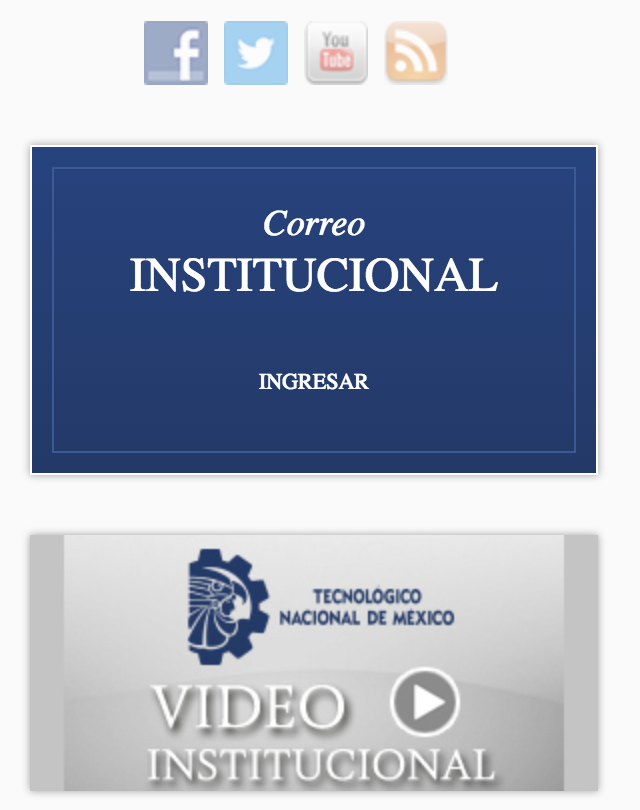 f
You
Tube
Correo
INSTITUCIONAL
INGRESAR
TECNOLÓGICO
NACIONAL DE MÉXICO
VIDEO
INSTITUCIONAL